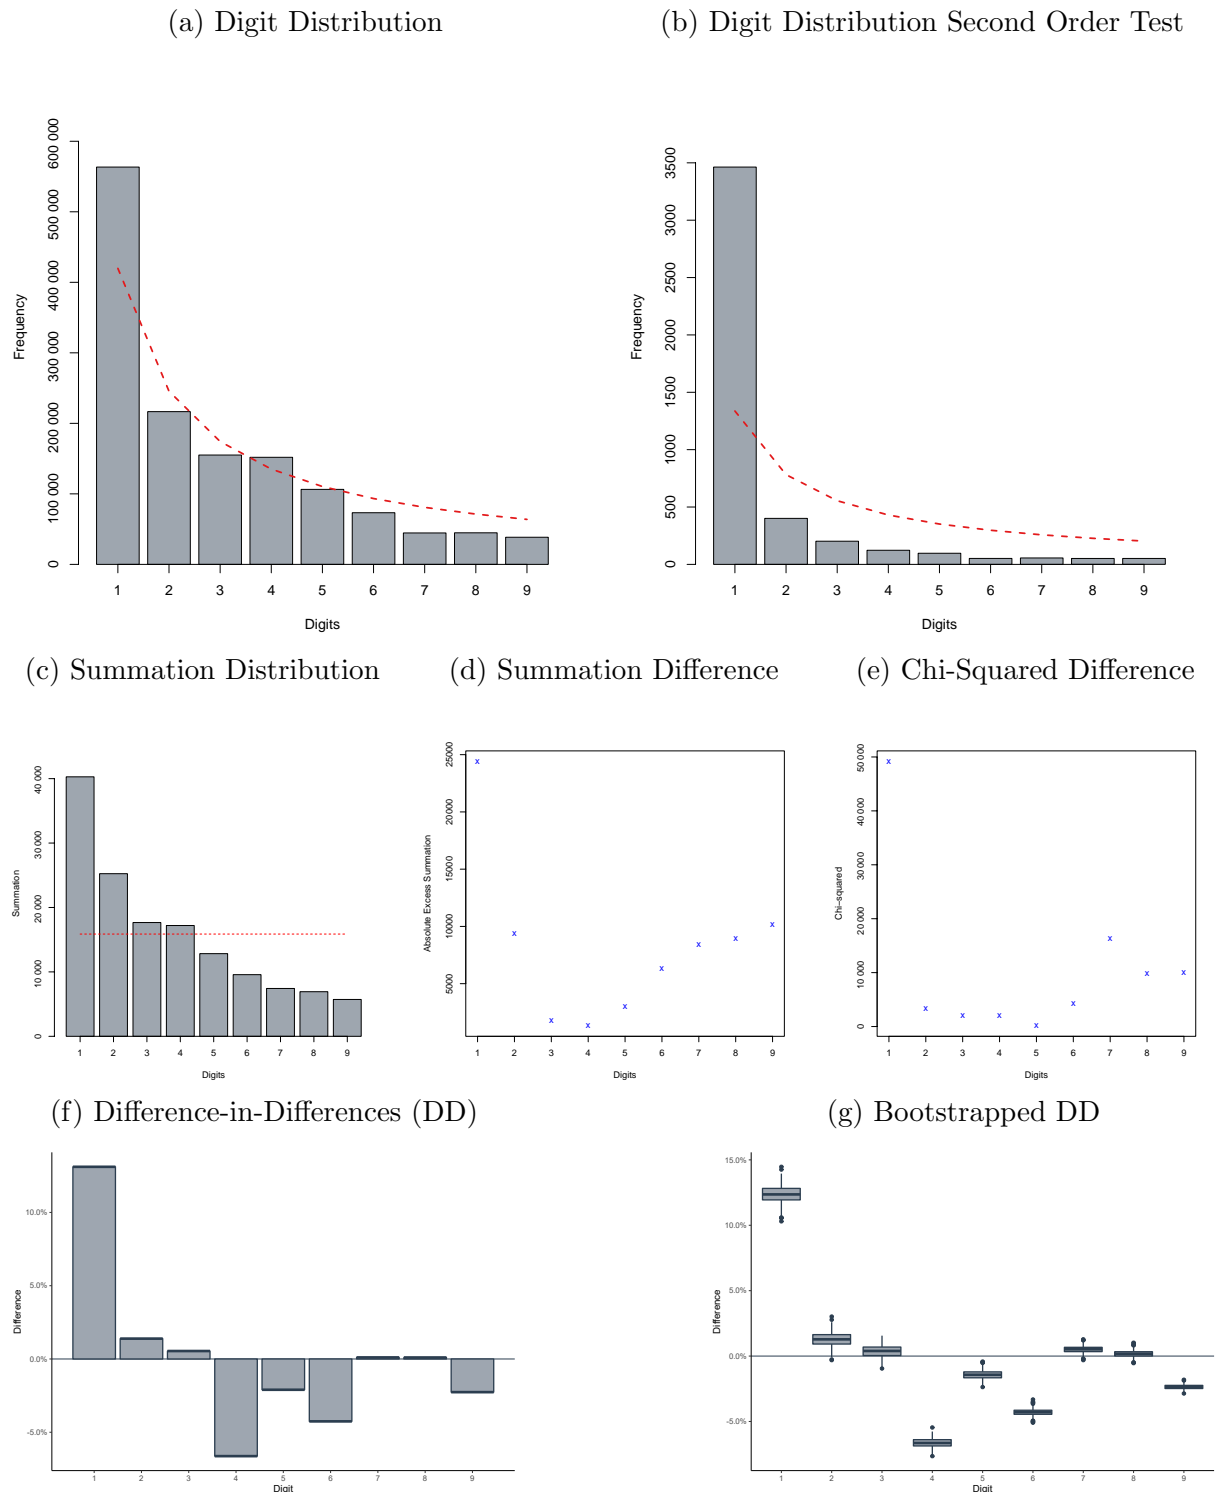 (a) Digit Distribution
(b) Digit Distribution Second Order Test
Frequency
0
100 000
200 000
300 000
400 000
500 000
600 000
1 2 3 4 5 6 7 8 9
Digits
Frequency
0
500
1000
1500
2000
2500
3000
3500
1 2 3 4 5 6 7 8 9
Digits
(c) Summation Distribution
(d) Summation Difference
(e) Chi-Squared Difference
Summation
0
10 000
20 000
30 000
40 000
1 2 3 4 5 6 7 8 9
Digits
Absolute Excess Summation
5000
10000
15000
20000
25000
x x x x x x x x x
1 2 3 4 5 6 7 8 9
Digits
Chi-squared
0
10 000
20 000
30 000
40 000
50 000
x x x x x x x x x
1 2 3 4 5 6 7 8 9
Digits
(f) Difference-in-Differences (DD)
(g) Bootstrapped DD
Difference
10.0%
5.0%
0.0%
-5.0%
1 2 3 4 5 6 7 8 9
Digit
Difference
15.0%
10.0%
5.0%
0.0%
-5.0%
1 2 3 4 5 6 7 8 9
Digit